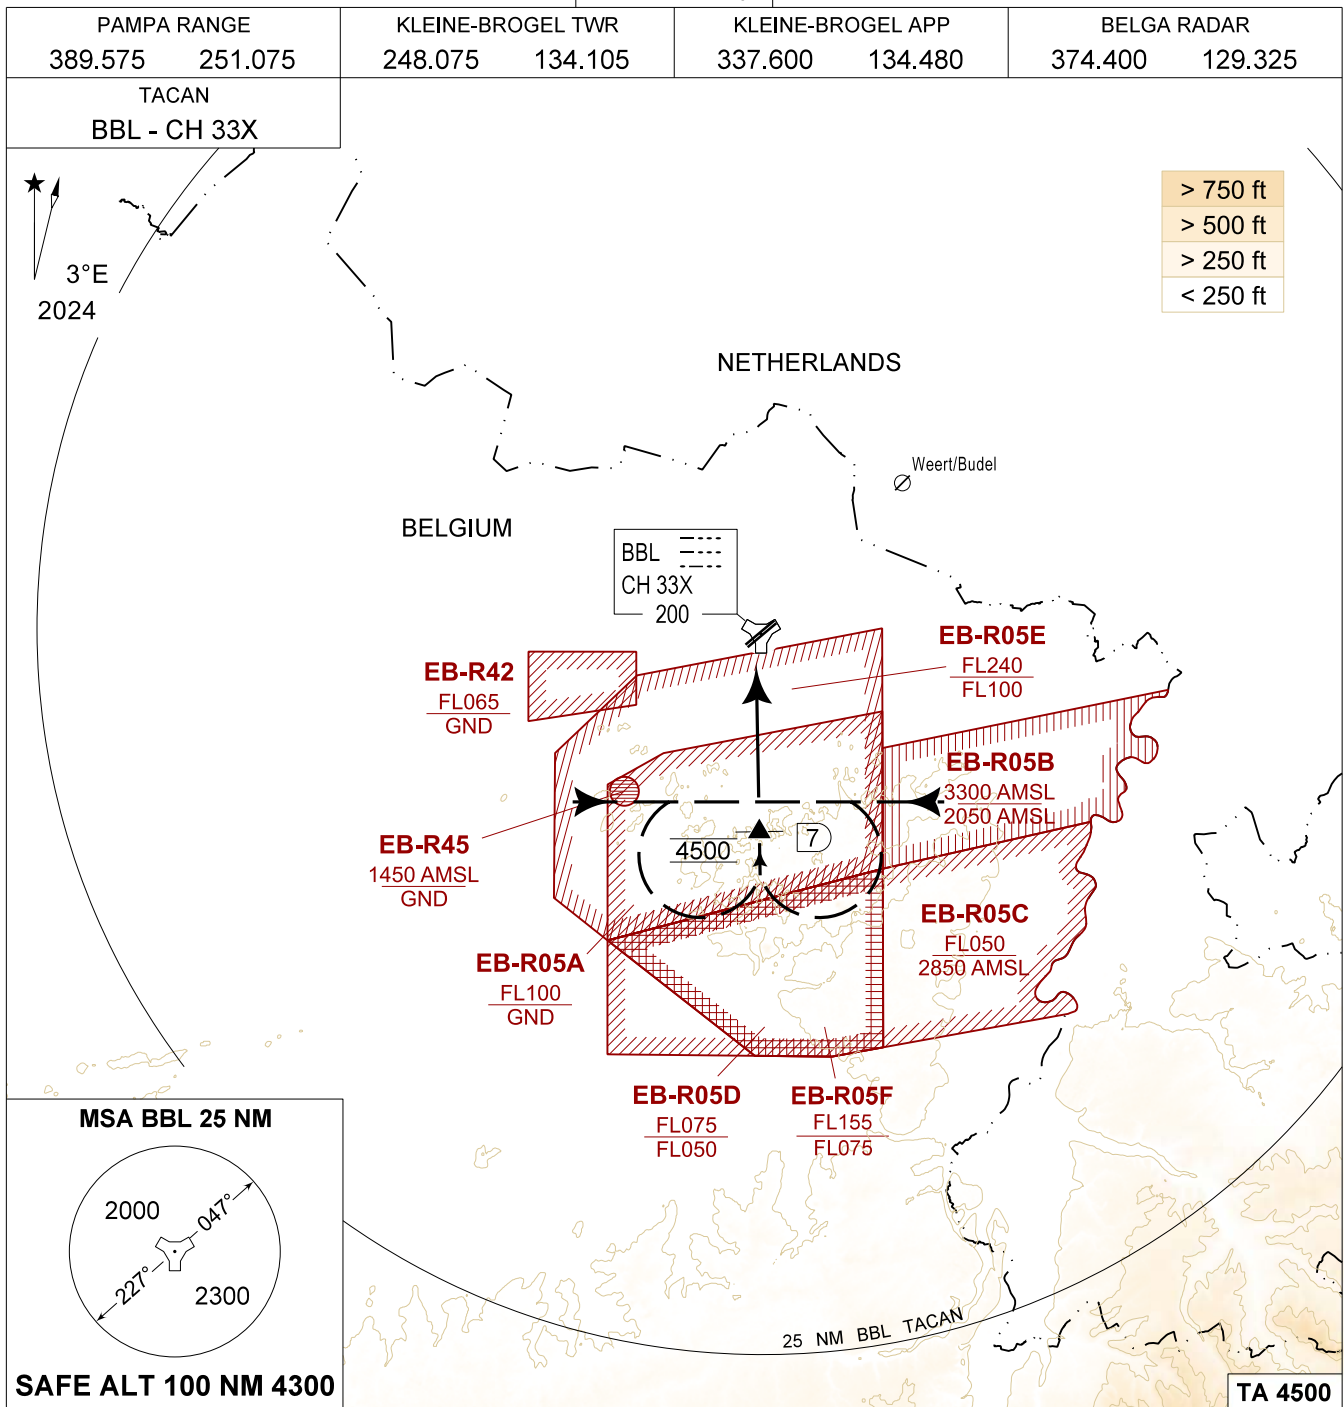 PAMPA RANGE
389.575 251.075
KLEINE-BROGEL TWR
248.075 134.105
KLEINE-BROGEL APP
337.600 134.480
BELGA RADAR
374.400 129.325
TACAN
BBL - CH 33X
3°E
2024
> 750 ft
> 500 ft
> 250 ft
< 250 ft
NETHERLANDS
Weert/Budel
BELGIUM
BBL
CH 33X
200
EB-R05E
FL240
FL100
EB-R42
FL065
GND
EB-R05B
3300 AMSL
2050 AMSL
EB-R45
1450 AMSL
GND
4500
7
EB-R05C
FL050
2850 AMSL
EB-R05A
FL100
GND
EB-R05D
FL075
FL050
EB-R05F
FL155
FL075
MSA BBL 25 NM
2000
047°
227°
2300
SAFE ALT 100 NM 4300
25 NM BBL TACAN
TA 4500